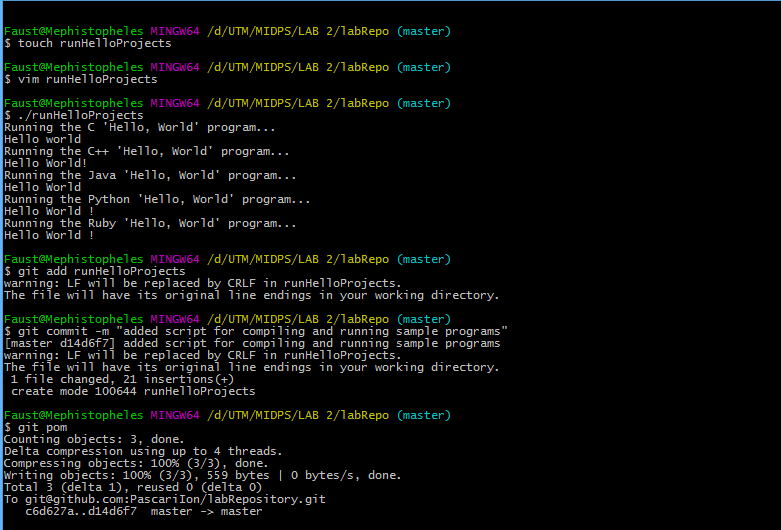 Faust@Mephistopheles MINGW64 /d/UTM/MIDPS/LAB 2/labRepo (master)
$ touch runHelloProjects
Faust@Mephistopheles MINGW64 /d/UTM/MIDPS/LAB 2/labRepo (master)
$ vim runHelloProjects
Faust@Mephistopheles MINGW64 /d/UTM/MIDPS/LAB 2/labRepo (master)
$ ./runHelloProjects
Running the C 'Hello, World' program...
Hello world
Running the C++ 'Hello, World' program...
Hello World!
Running the Java 'Hello, World' program...
Hello World
Running the Python 'Hello, World' program...
Hello World !
Running the Ruby 'Hello, World' program...
Hello World !
Faust@Mephistopheles MINGW64 /d/UTM/MIDPS/LAB 2/labRepo (master)
$ git add runHelloProjects
warning: LF will be replaced by CRLF in runHelloProjects.
The file will have its original line endings in your working directory.
Faust@Mephistopheles MINGW64 /d/UTM/MIDPS/LAB 2/labRepo (master)
$ git commit -m "added script for compiling and running sample programs"
[master d14d6f7] added script for compiling and running sample programs
warning: LF will be replaced by CRLF in runHelloProjects.
The file will have its original line endings in your working directory.
 1 file changed, 21 insertions(+)
 create mode 100644 runHelloProjects
Faust@Mephistopheles MINGW64 /d/UTM/MIDPS/LAB 2/labRepo (master)
$ git pom
Counting objects: 3, done.
Delta compression using up to 4 threads.
Compressing objects: 100% (3/3), done.
Writing objects: 100% (3/3), 559 bytes | 0 bytes/s, done.
Total 3 (delta 1), reused 0 (delta 0)
To git@github.com:PascariIon/labRepository.git
   c6d627a..d14d6f7  master -> master